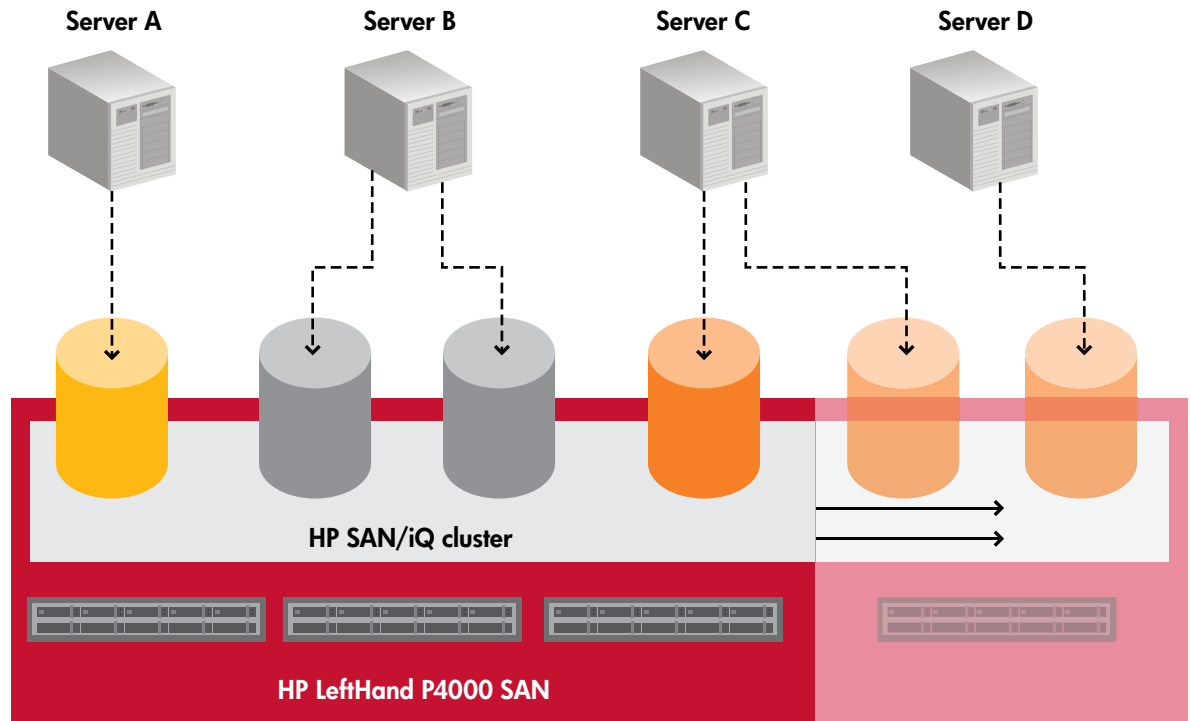 Server A
Server B
Server C
Server D
HP SAN/iQ cluster
HP LeftHand P4000 SAN